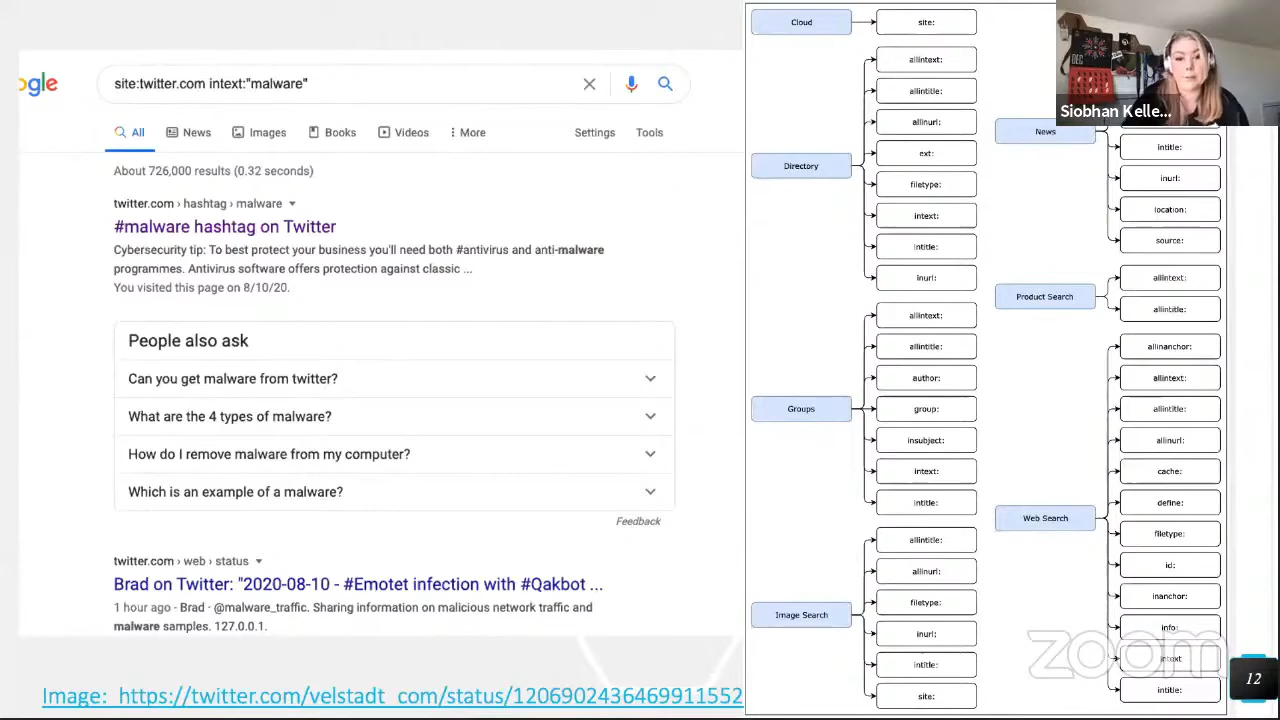 ogle
site:twitter.com intext:"malware"
All
News
Images
Books
Videos
More
Settings
Tools
About 726,000 results (0.32 seconds)
twitter.com › hashtag › malware
#malware hashtag on Twitter
Cybersecurity tip: To best protect your business you'll need both #antivirus and anti-malware
programmes. Antivirus software offers protection against classic ...
You visited this page on 8/10/20.
People also ask
Can you get malware from twitter?
What are the 4 types of malware?
How do I remove malware from my computer?
Which is an example of a malware?
Feedback
twitter.com › web › status
Brad on Twitter: "2020-08-10 - #Emotet infection with #Qakbot ...
1 hour ago - Brad · @malware_traffic. Sharing information on malicious network traffic and
malware samples. 127.0.0.1.
Image: https://twitter.com/velstadt_com/status/1206902436469911552
Cloud
site:
Directory
allintext:
allintitle:
allinurl:
ext:
filetype:
intext:
intitle:
inurl:
Groups
allintext:
allintitle:
author:
group:
insubject:
intext:
intitle:
Image Search
allintitle:
allinurl:
filetype:
inurl:
intitle:
site:
DEC
Siobhan Kelle...
News
intitle:
inurl:
location:
source:
Product Search
allintext:
allintitle:
Web Search
allinanchor:
allintext:
allintitle:
allinurl:
cache:
define:
filetype:
id:
inanchor:
info:
intext
intitle:
zoom
12